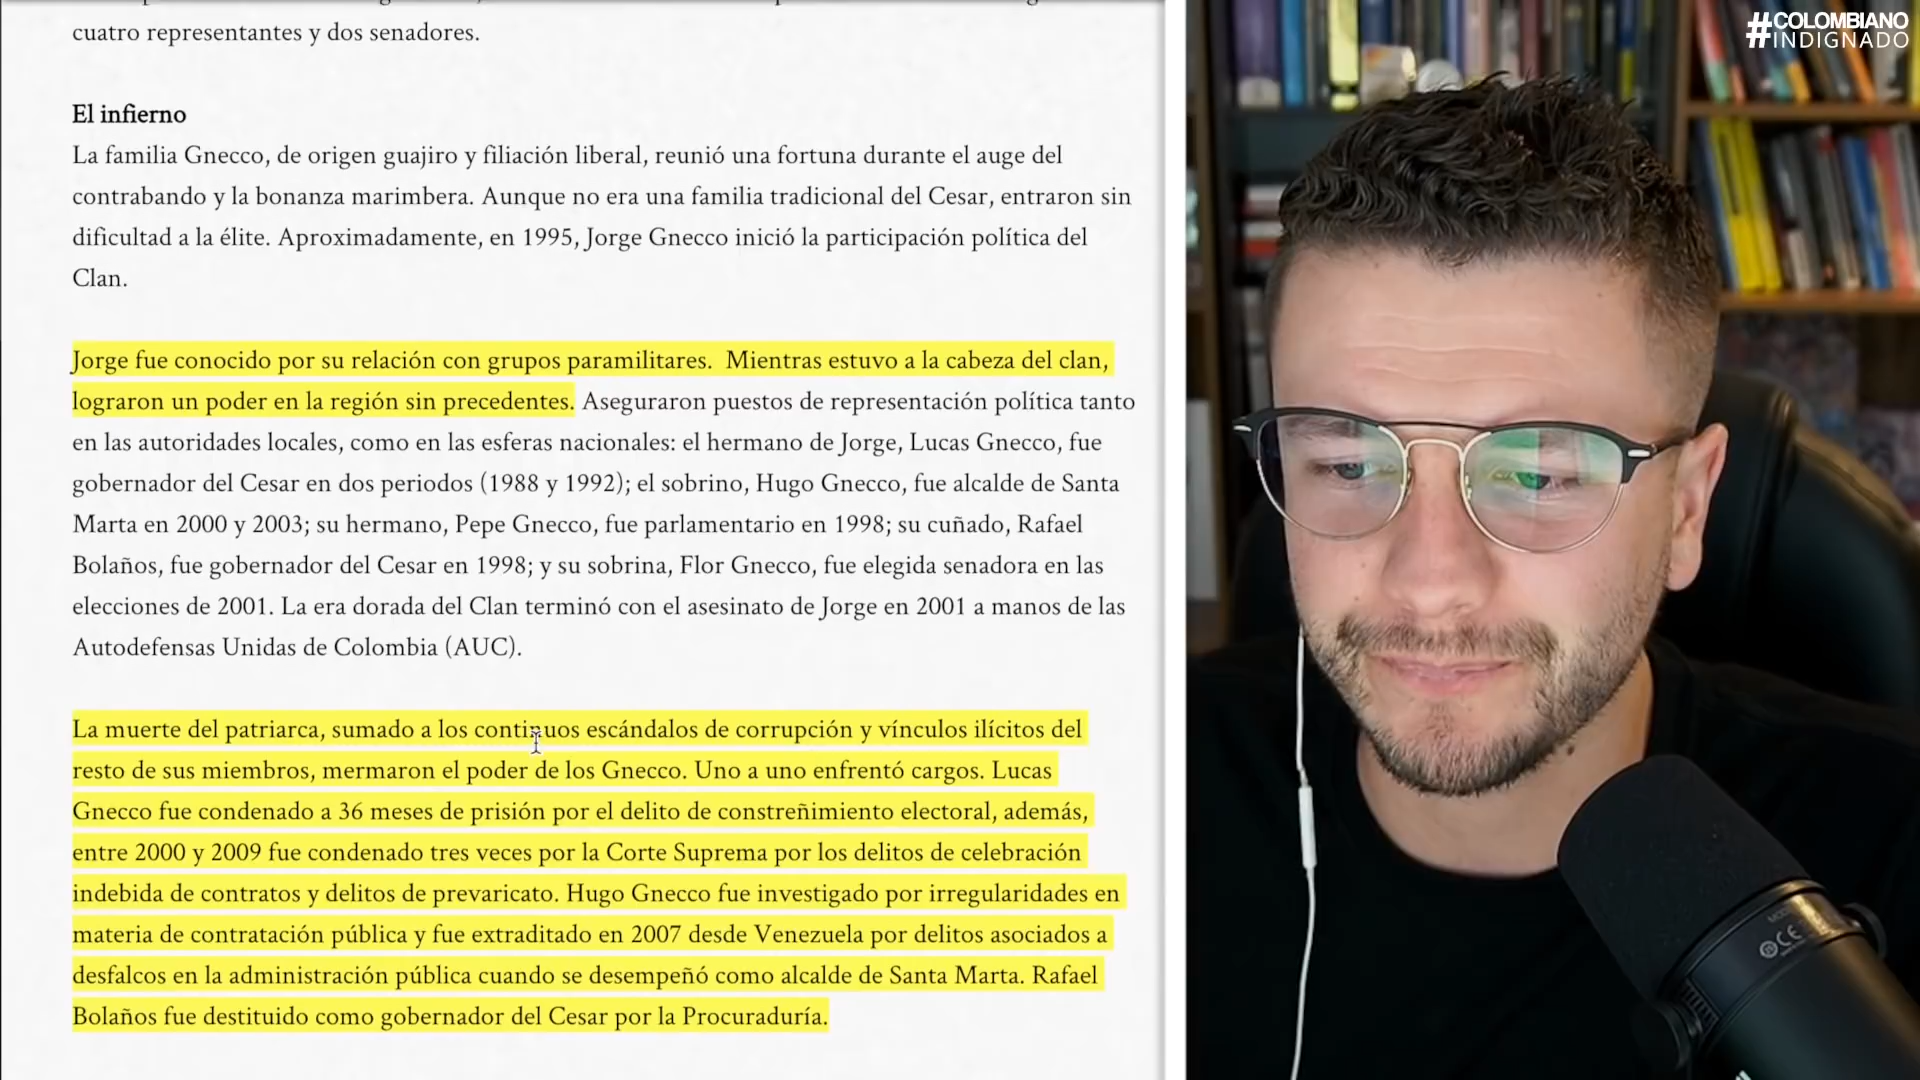 cuatro representantes y dos senadores.
El infierno
La familia Gnecco, de origen guajiro y filiación liberal, reunió una fortuna durante el auge del
contrabando y la bonanza marimbera. Aunque no era una familia tradicional del Cesar, entraron sin
dificultad a la élite. Aproximadamente, en 1995, Jorge Gnecco inició la participación política del
Clan.
Jorge fue conocido por su relación con grupos paramilitares. Mientras estuvo a la cabeza del clan,
lograron un poder en la región sin precedentes. Aseguraron puestos de representación política tanto
en las autoridades locales, como en las esferas nacionales: el hermano de Jorge, Lucas Gnecco, fue
gobernador del Cesar en dos periodos (1988 y 1992); el sobrino, Hugo Gnecco, fue alcalde de Santa
Marta en 2000 y 2003; su hermano, Pepe Gnecco, fue parlamentario en 1998; su cuñado, Rafael
Bolaños, fue gobernador del Cesar en 1998; y su sobrina, Flor Gnecco, fue elegida senadora en las
elecciones de 2001. La era dorada del Clan terminó con el asesinato de Jorge en 2001 a manos de las
Autodefensas Unidas de Colombia (AUC).
La muerte del patriarca, sumado a los continuos escándalos de corrupción y vínculos ilícitos del
resto de sus miembros, mermaron el poder de los Gnecco. Uno a uno enfrentó cargos. Lucas
Gnecco fue condenado a 36 meses de prisión por el delito de constreñimiento electoral, además,
entre 2000 y 2009 fue condenado tres veces por la Corte Suprema por los delitos de celebración
indebida de contratos y delitos de prevaricato. Hugo Gnecco fue investigado por irregularidades en
materia de contratación pública y fue extraditado en 2007 desde Venezuela por delitos asociados a
desfalcos en la administración pública cuando se desempeñó como alcalde de Santa Marta. Rafael
Bolaños fue destituido como gobernador del Cesar por la Procuraduría.
#COLOMBIANO
INDIGNADO